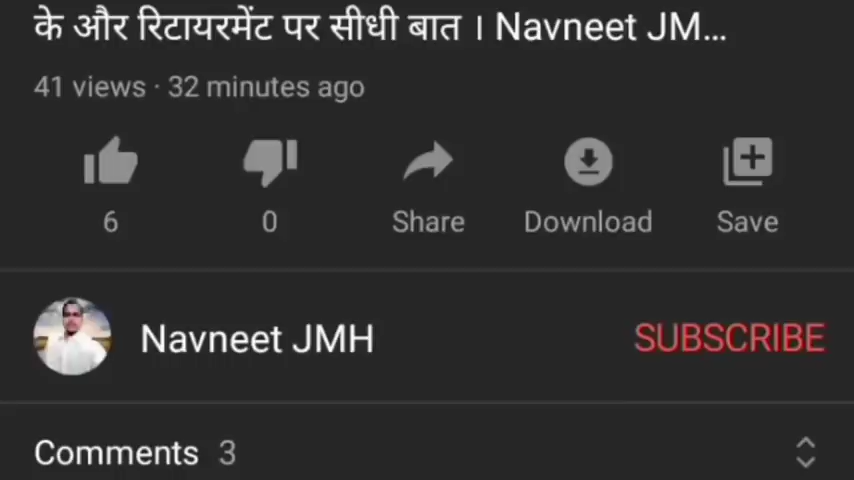 के और रिटायरमेंट पर सीधी बात । Navneet JM...
41 views · 32 minutes ago
6
0
Share
Download
Save
Navneet JMH
SUBSCRIBE
Comments 3